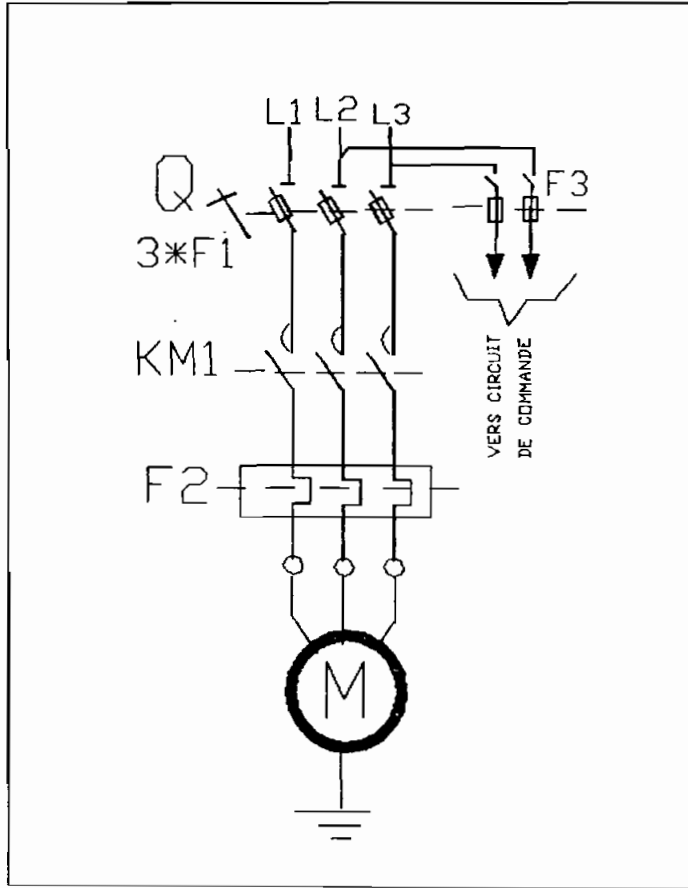 L1 L2 L3
Q
F3
3*F1
KM1
VERS CIRCUIT
DE COMMANDE
F2
M